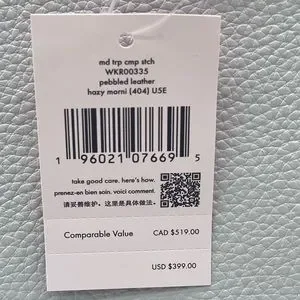 md trp cmp stch
WKR00335
pebbled leather
hazy morni (404) U5E
1 96021 07669 5
take good care. here's how.
prenez-en bien soin. voici comment.
请妥善维护。这里是具体做法。
Comparable Value CAD $519.00
USD $399.00